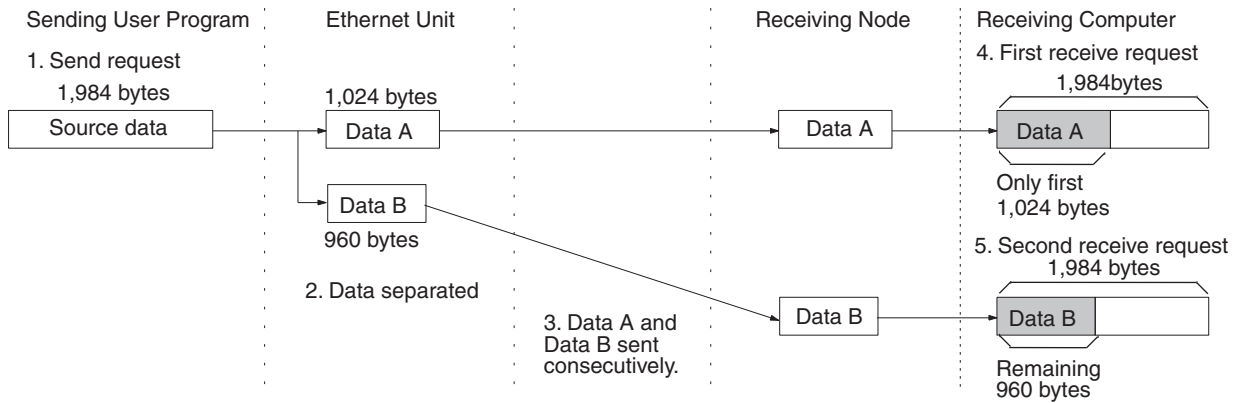 Sending User Program
Ethernet Unit
Receiving Node
Receiving Computer
1. Send request
1,984 bytes
Source data
1,024 bytes
Data A
Data B
960 bytes
2. Data separated
3. Data A and
Data B sent
consecutively.
Data A
Data B
4. First receive request
1,984bytes
Data A
Only first
1,024 bytes
5. Second receive request
1,984 bytes
Data B
Remaining
960 bytes